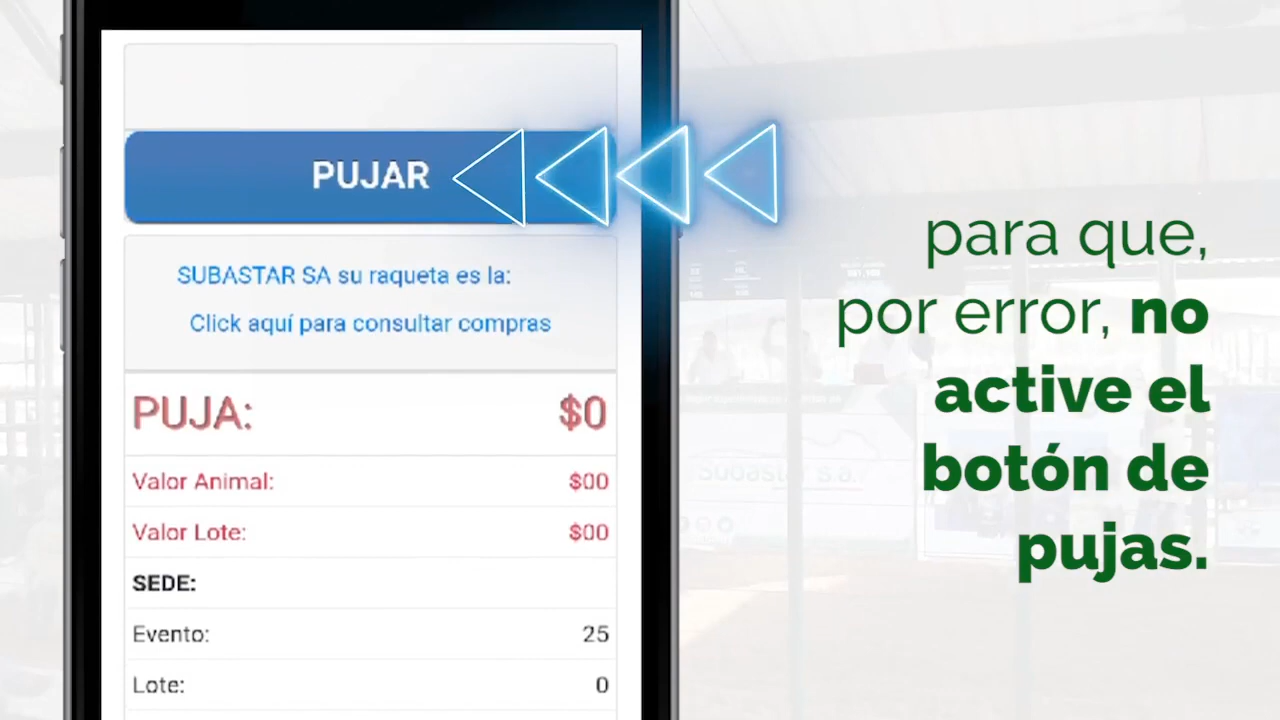 PUJAR
SUBASTAR SA su raqueta es la:
Click aquí para consultar compras
PUJA: $0
Valor Animal: $00
Valor Lote: $00
SEDE:
Evento: 25
Lote: 0
para que,
por error, no
active el
botón de
pujas.
Subastar s.a.